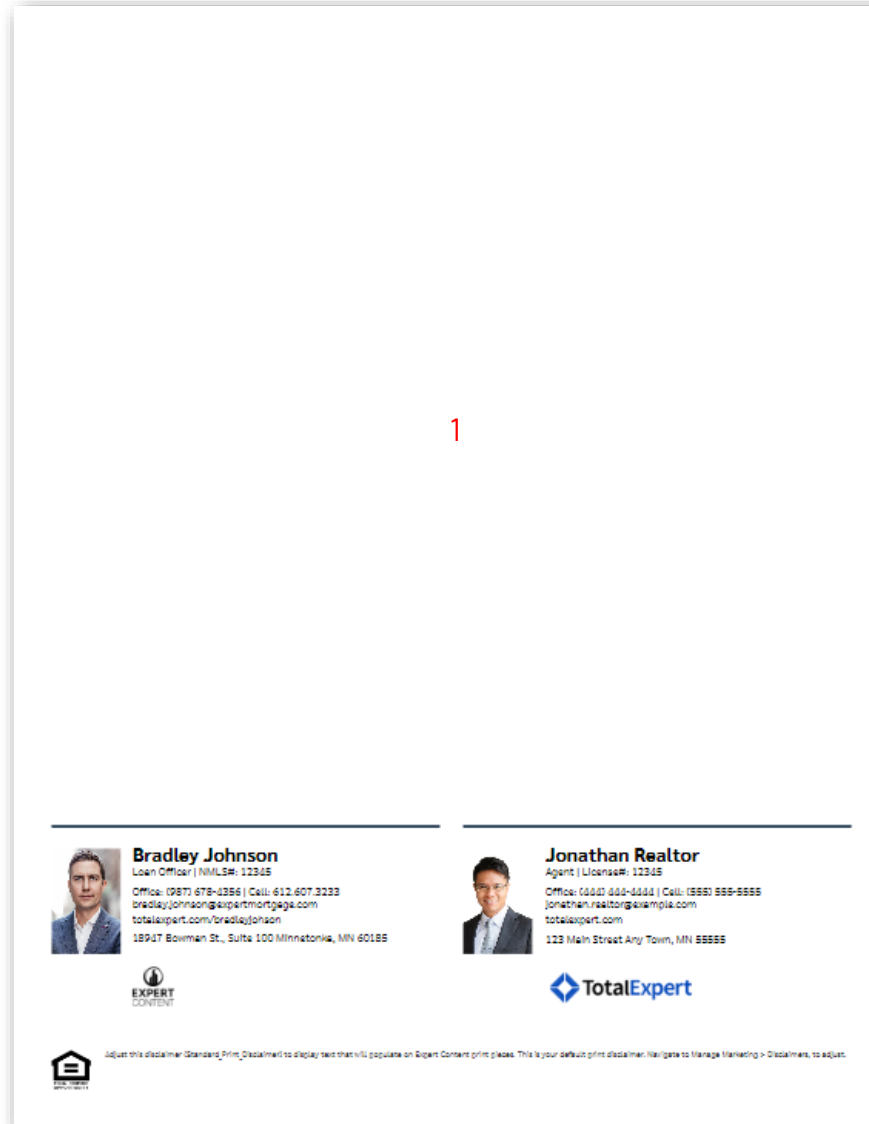 1
Bradley Johnson
Loan Officer | NMLS#: 12345
Office: (987) 678-4356 | Cell: 612.607.3233
bradley.johnson@expertmortgage.com
totalexpert.com/bradleyjohson
18947 Bowman St., Suite 100 Minnetonka, MN 60185
EXPERT
CONTENT
Jonathan Realtor
Agent | License#: 12345
Office: (444) 444-4444 | Cell: (555) 555-5555
jonathan.realtor@example.com
totalexpert.com
123 Main Street Any Town, MN 55555
TotalExpert
EQUAL HOUSING
OPPORTUNITY
Adjust this disclaimer (Standard_Print_Disclaimer) to display text that will populate on Expert Content print pieces. This is your default print disclaimer. Navigate to Manage Marketing > Disclaimers, to adjust.